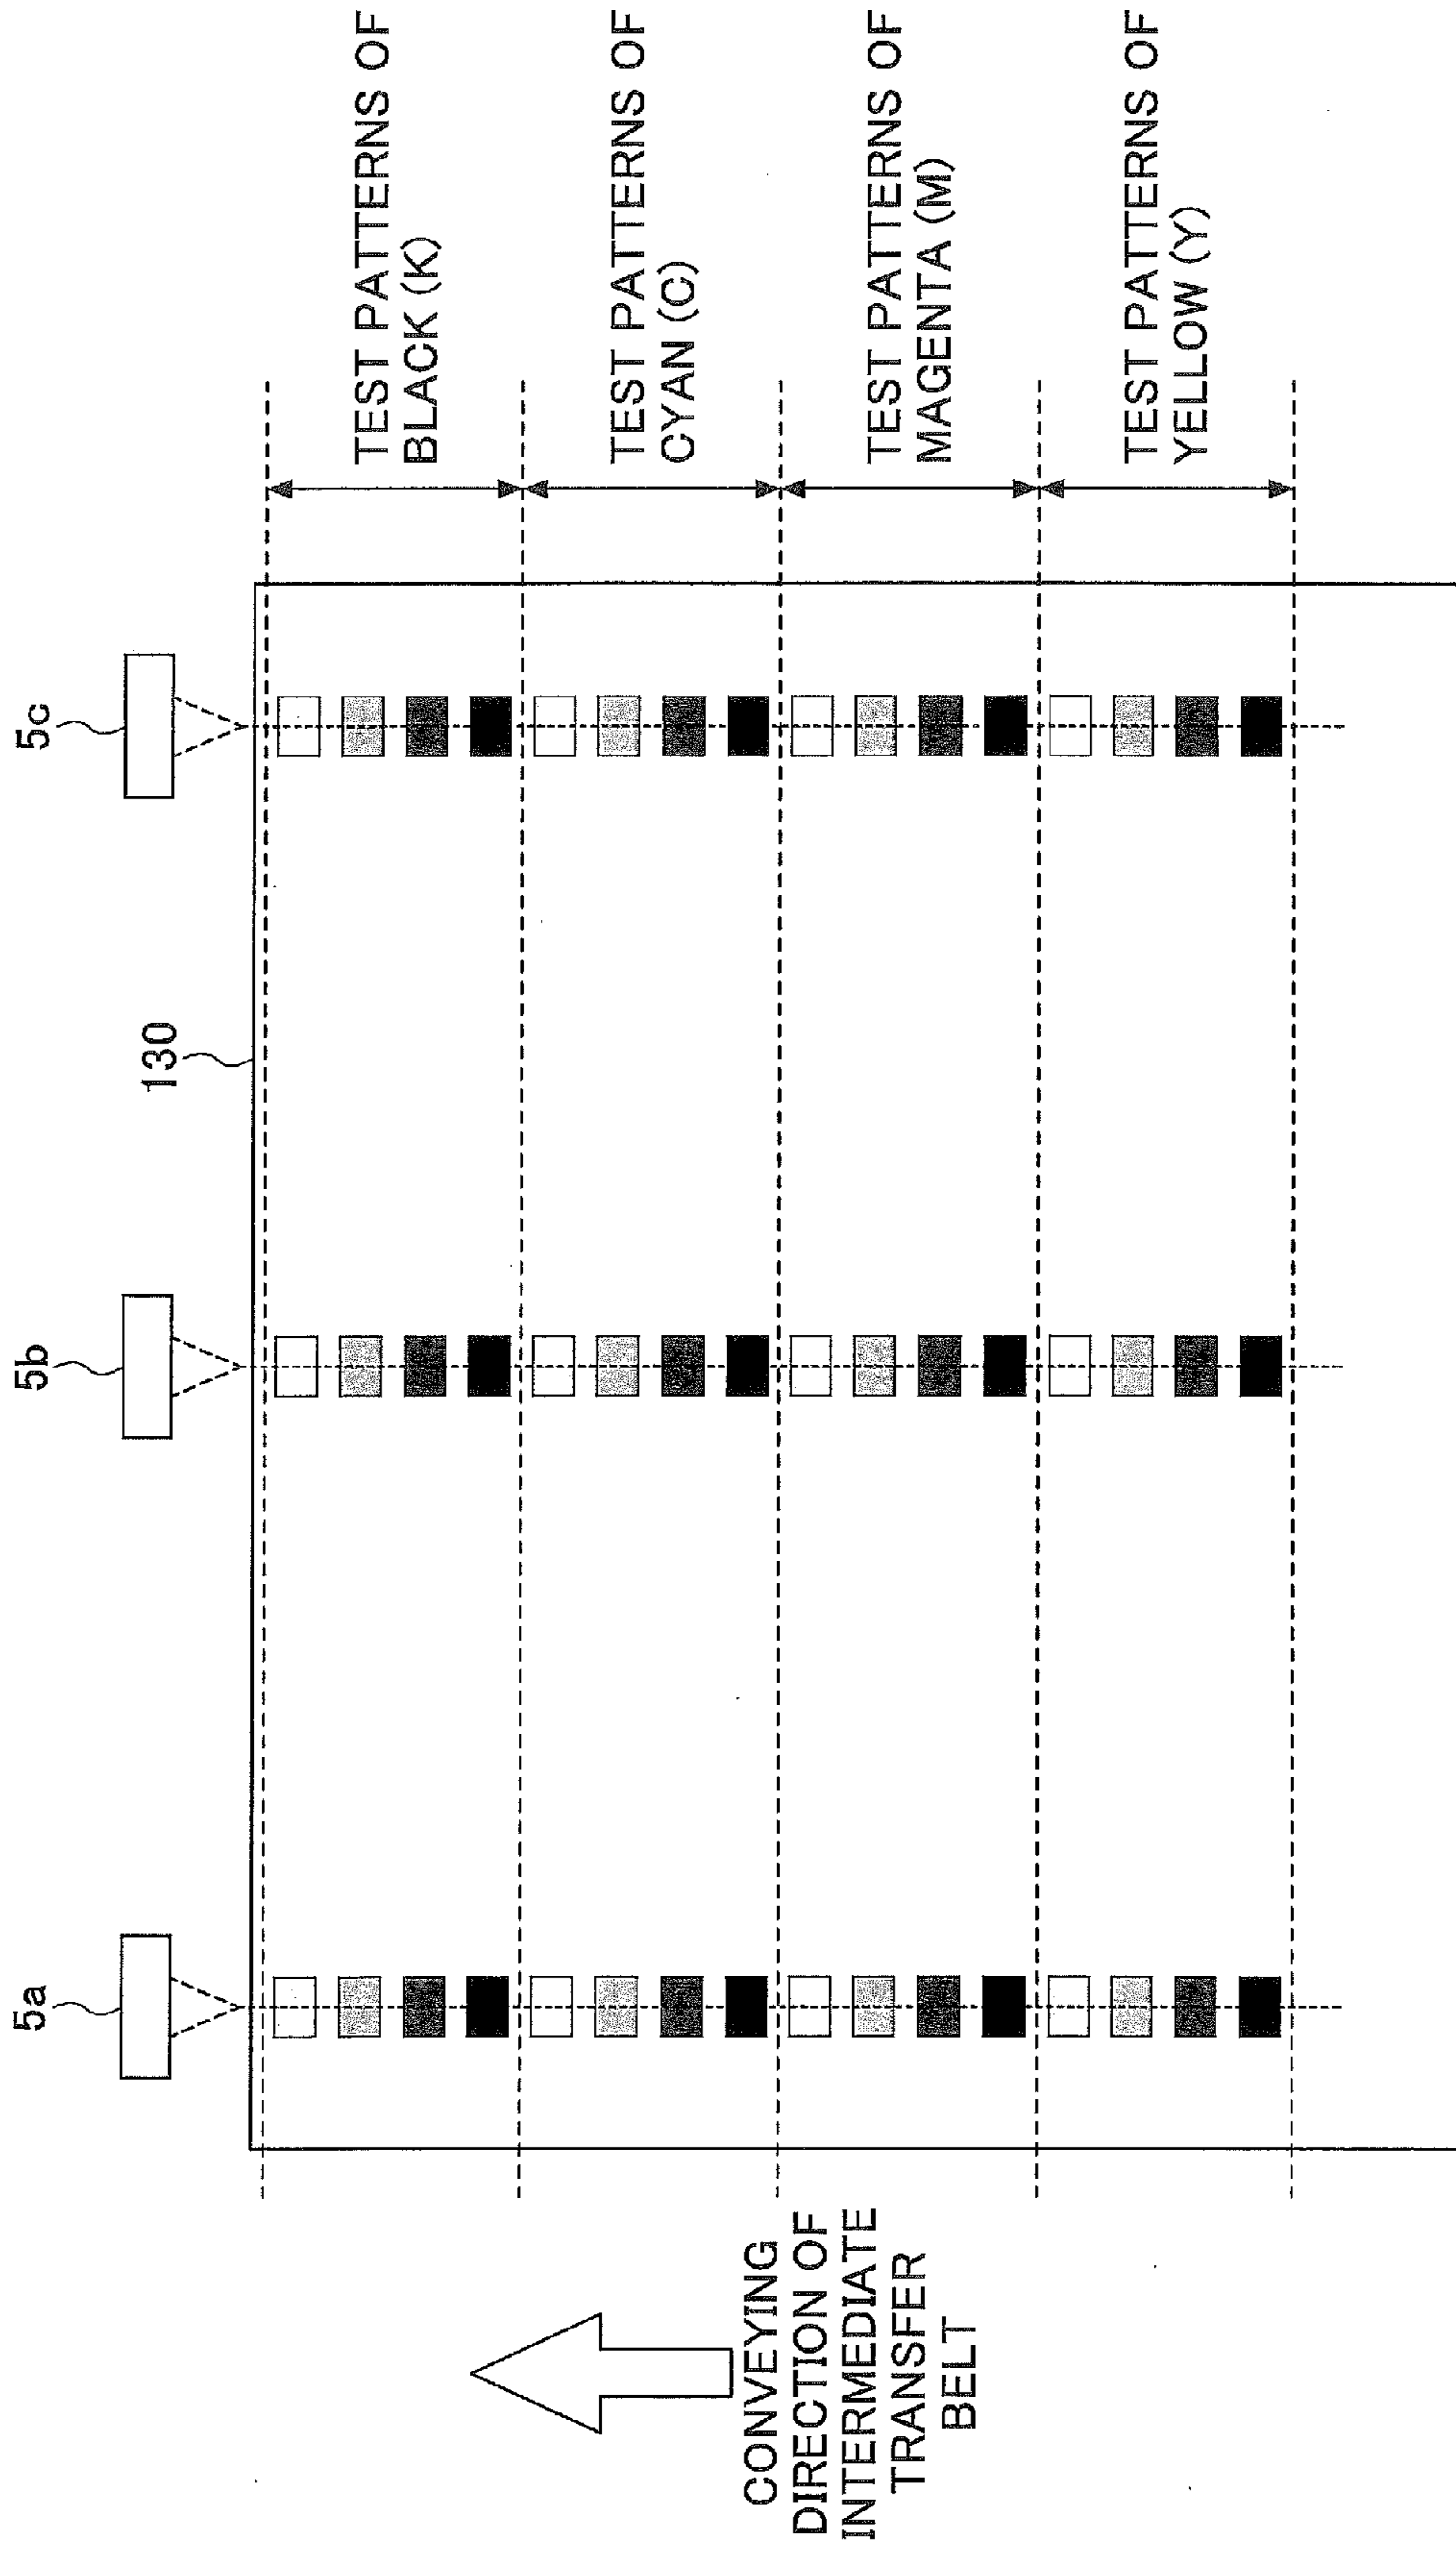 5a
5b
5c
130
CONVEYING
DIRECTION OF
INTERMEDIATE
TRANSFER
BELT
TEST PATTERNS OF
BLACK (K)
TEST PATTERNS OF
CYAN (C)
TEST PATTERNS OF
MAGENTA (M)
TEST PATTERNS OF
YELLOW (Y)